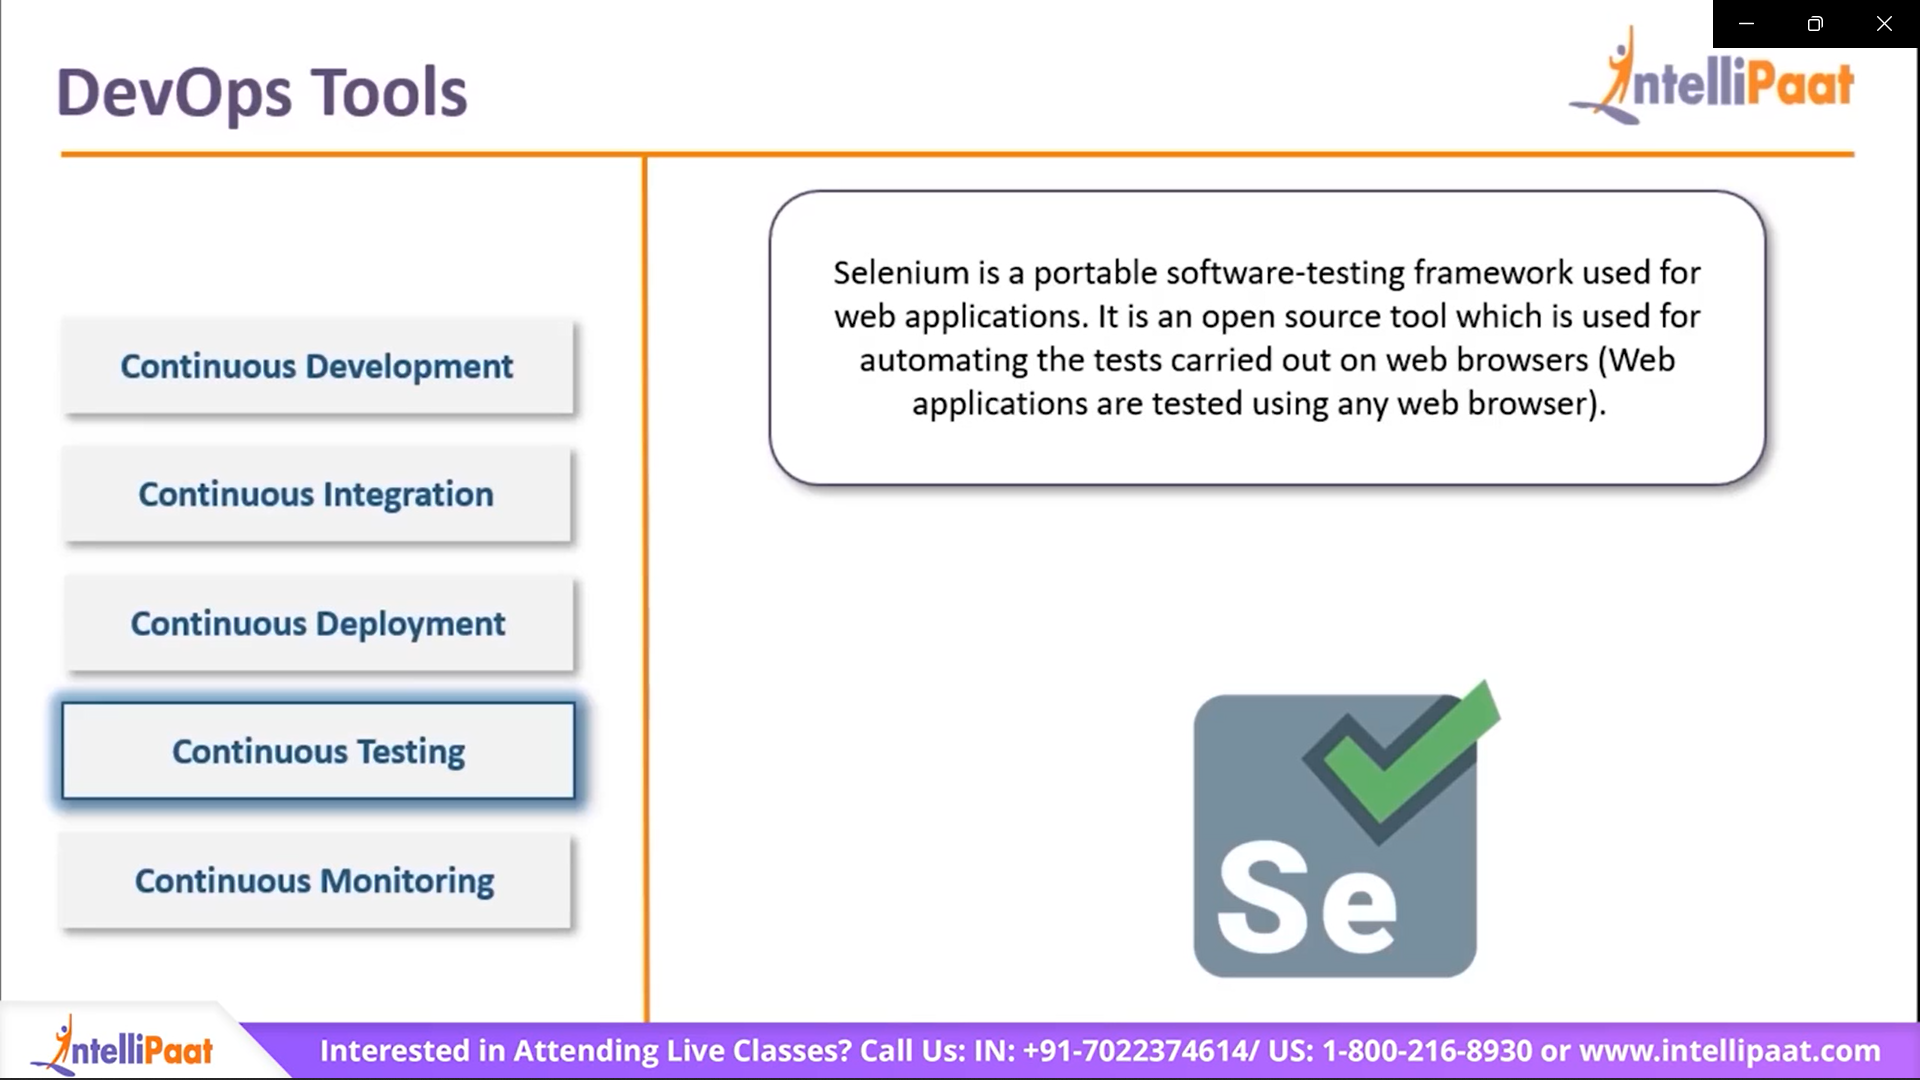 DevOps Tools
IntelliPaat
Selenium is a portable software-testing framework used for
web applications. It is an open source tool which is used for
automating the tests carried out on web browsers (Web
applications are tested using any web browser).
Continuous Development
Continuous Integration
Continuous Deployment
Continuous Testing
Continuous Monitoring
Se
IntelliPaat
Interested in Attending Live Classes? Call Us: IN: +91-7022374614/ US: 1-800-216-8930 or www.intellipaat.com